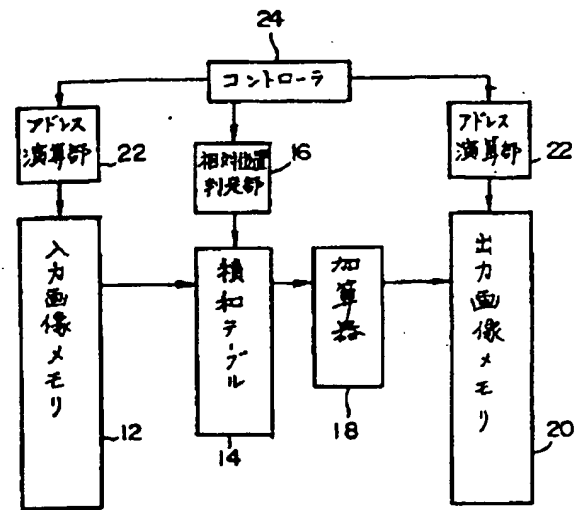 24
コントローラ
アドレス
演算部
22
相対位置
判定部
16
アドレス
演算部
22
入力画像メモリ
12
積和テーブル
14
加算器
18
出力画像メモリ
20